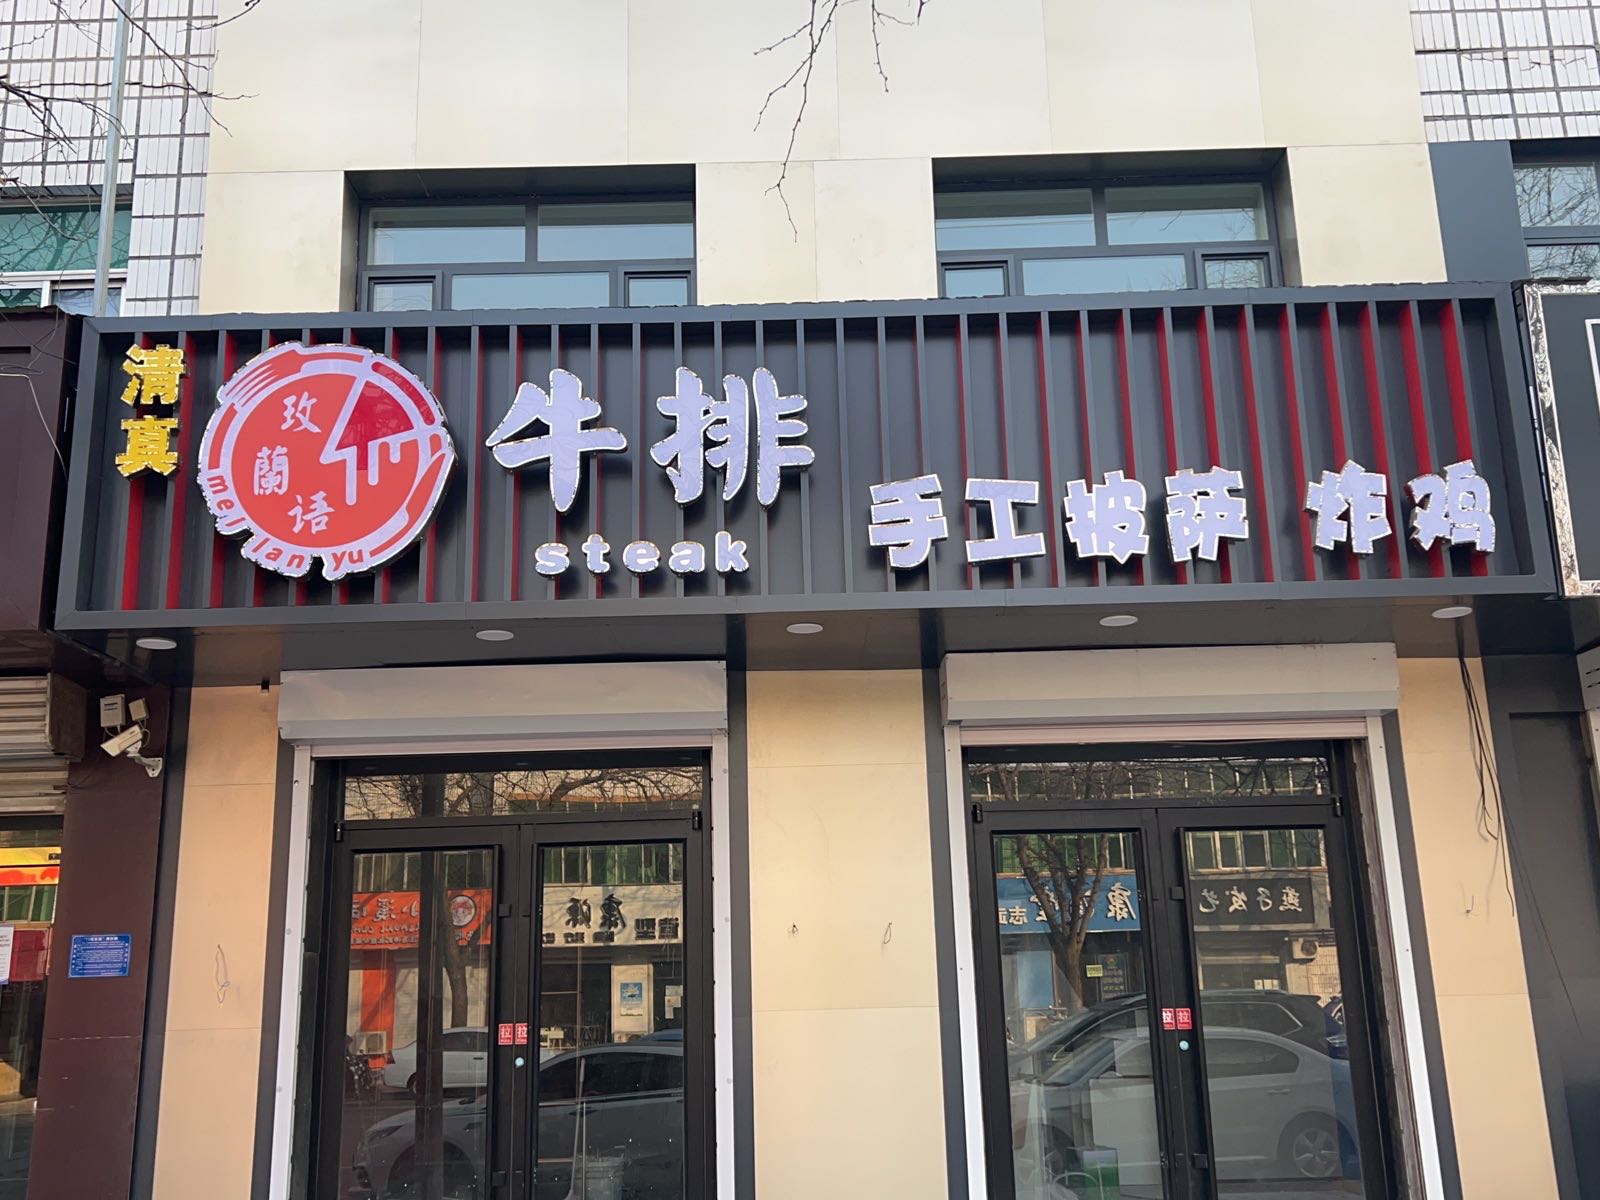 清真
玫蘭语
mei lan yu
牛排
steak
手工披萨 炸鸡
拉
拉
拉
拉